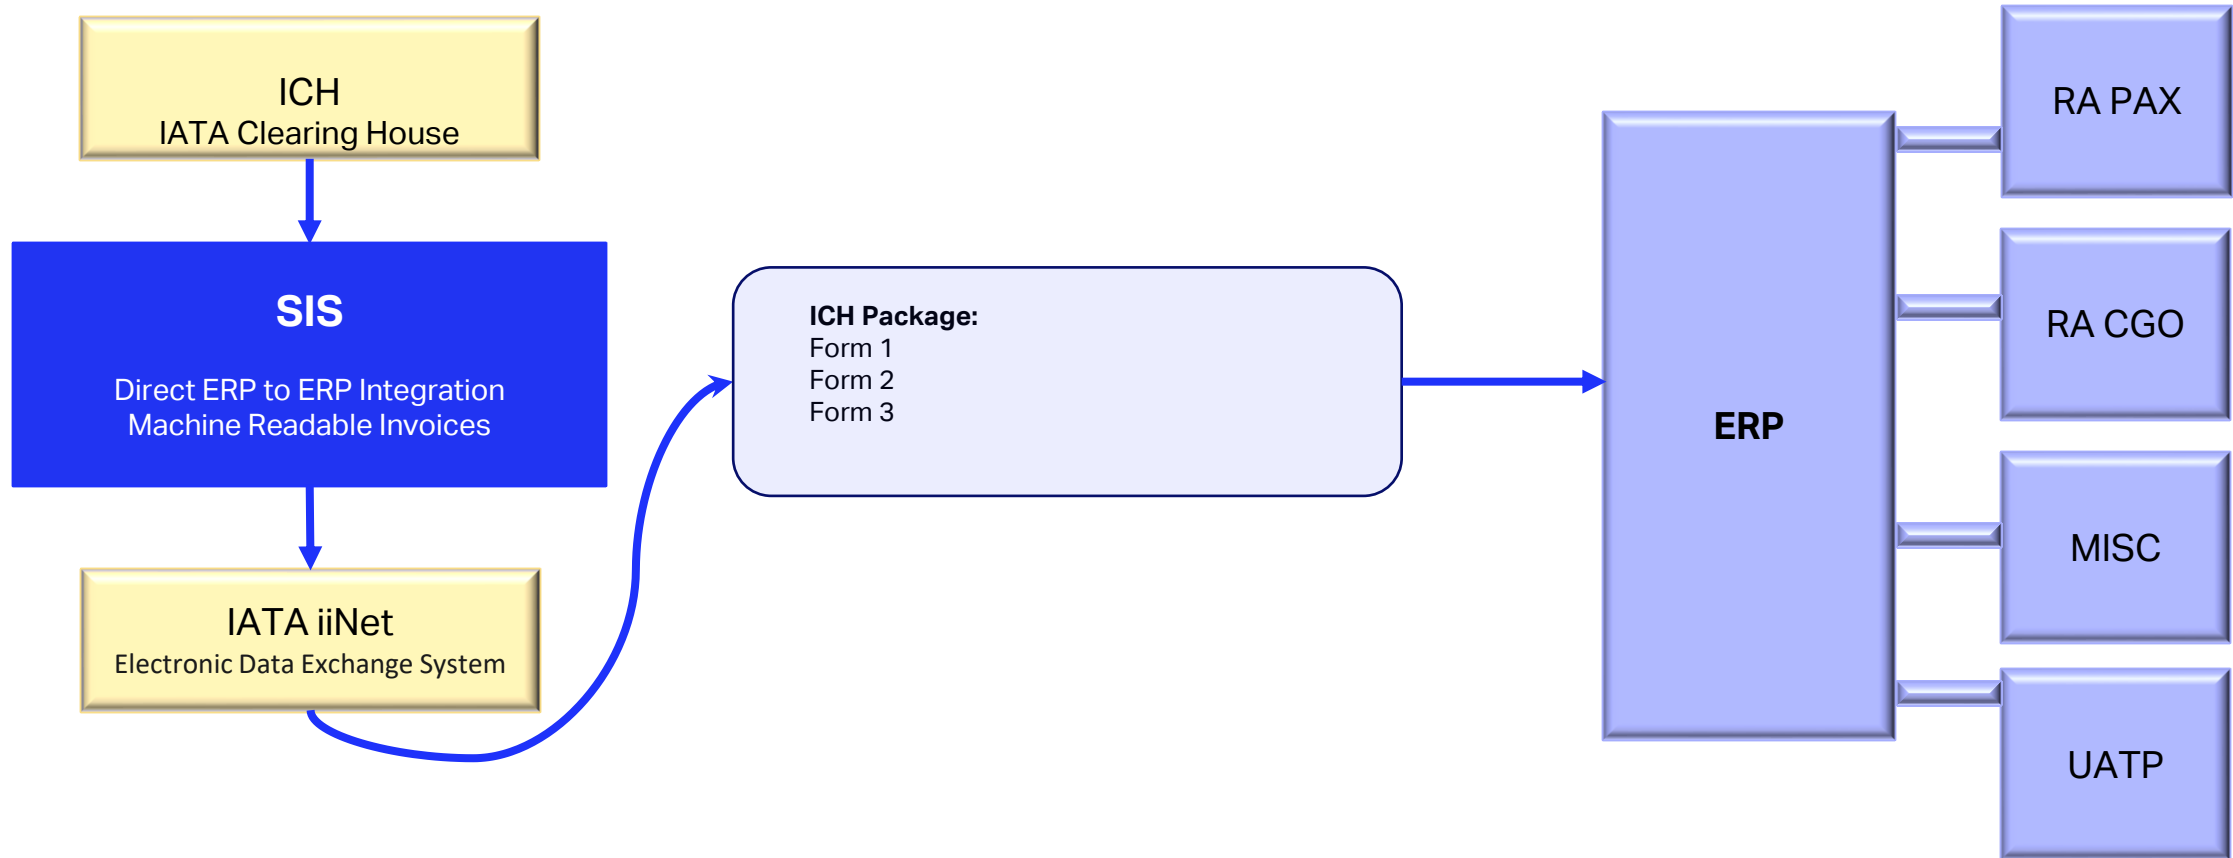 ICH
IATA Clearing House
SIS
Direct ERP to ERP Integration
Machine Readable Invoices
IATA iiNet
Electronic Data Exchange System
ICH Package:
Form 1
Form 2
Form 3
ERP
RA PAX
RA CGO
MISC
UATP